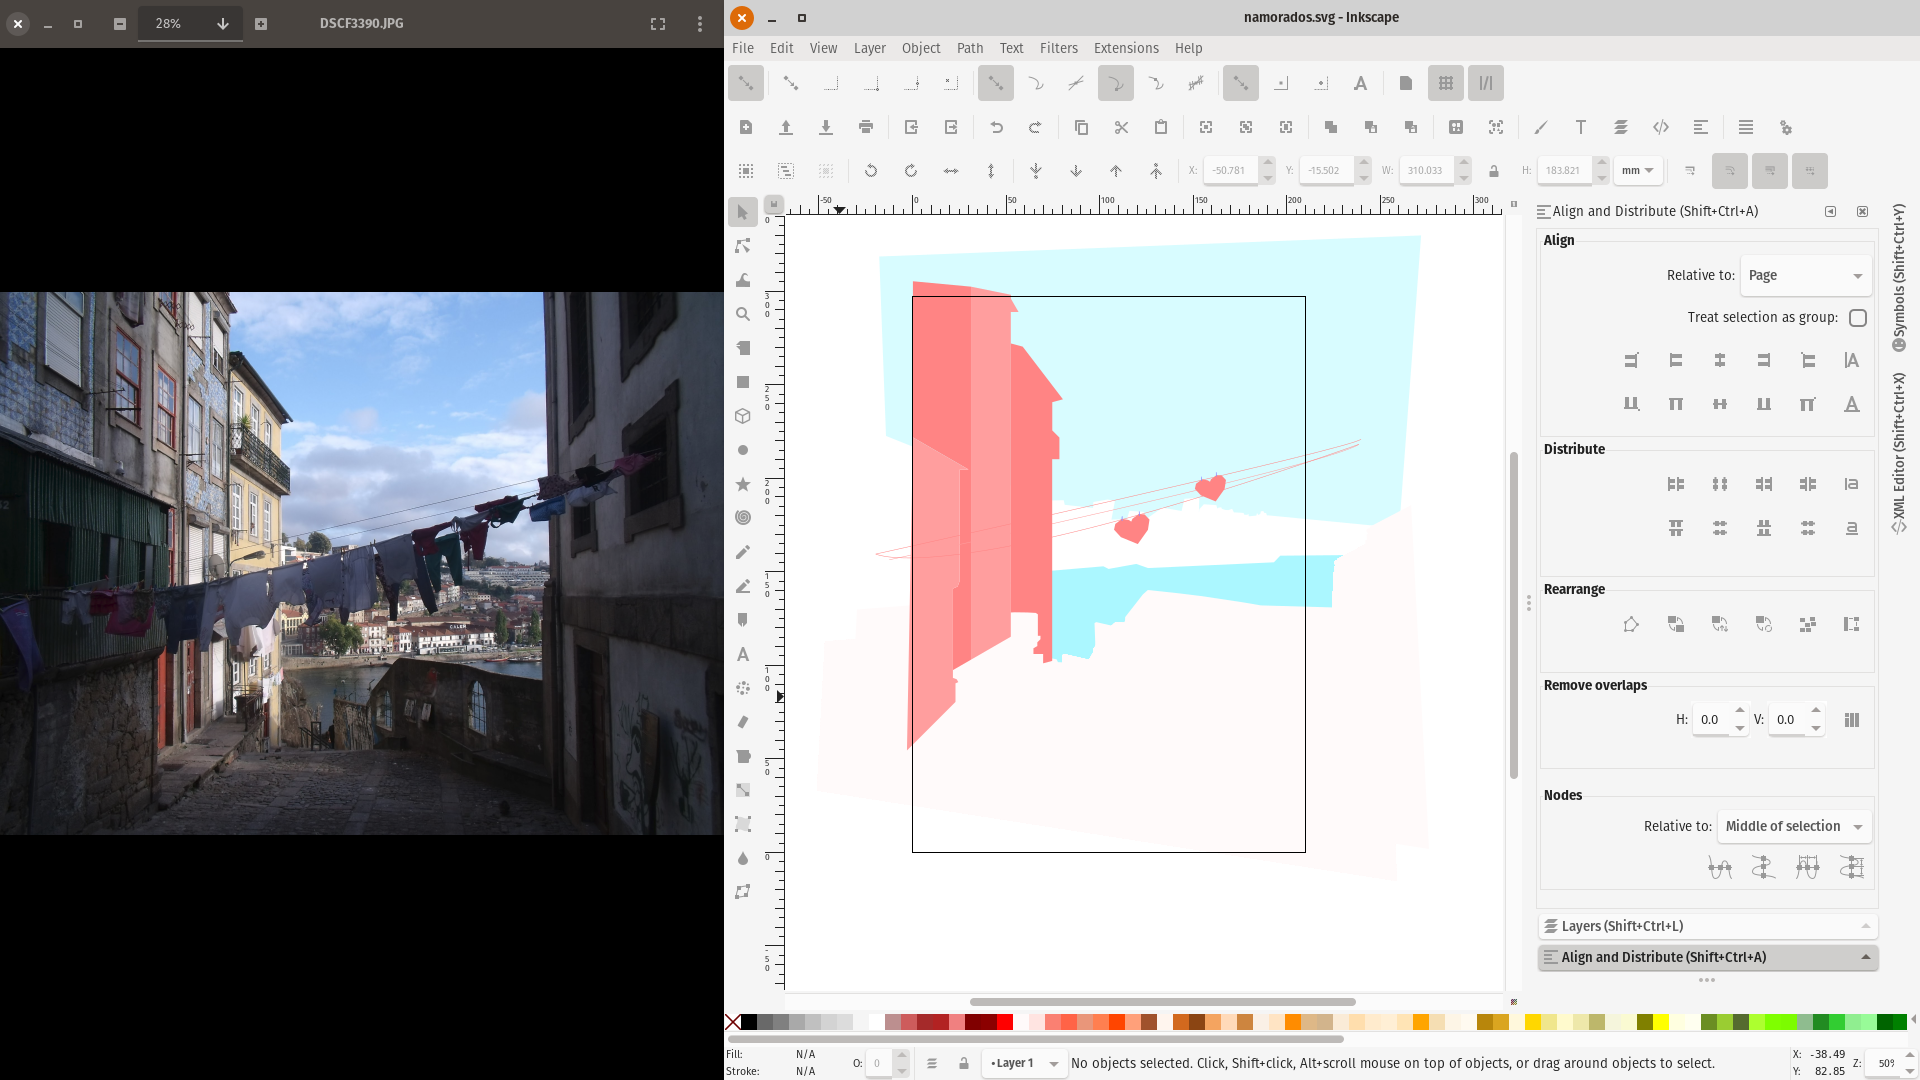 28%
DSCF3390.JPG
namorados.svg - Inkscape
File Edit View Layer Object Path Text Filters Extensions Help
X: -50.781 Y: -15.502 W: 310.033 H: 183.821 mm
-50 0 50 100 150 200 250 300
Align and Distribute (Shift+Ctrl+A)
Align
Relative to: Page
Treat selection as group:
Distribute
Rearrange
Remove overlaps
H: 0.0 V: 0.0
Nodes
Relative to: Middle of selection
Layers (Shift+Ctrl+L)
Align and Distribute (Shift+Ctrl+A)
Symbols (Shift+Ctrl+Y)
XML Editor (Shift+Ctrl+X)
CALEM
Fill: N/A
Stroke: N/A
O: 0
•Layer 1
No objects selected. Click, Shift+click, Alt+scroll mouse on top of objects, or drag around objects to select.
X: -38.49
Y: 82.85
Z: 50%